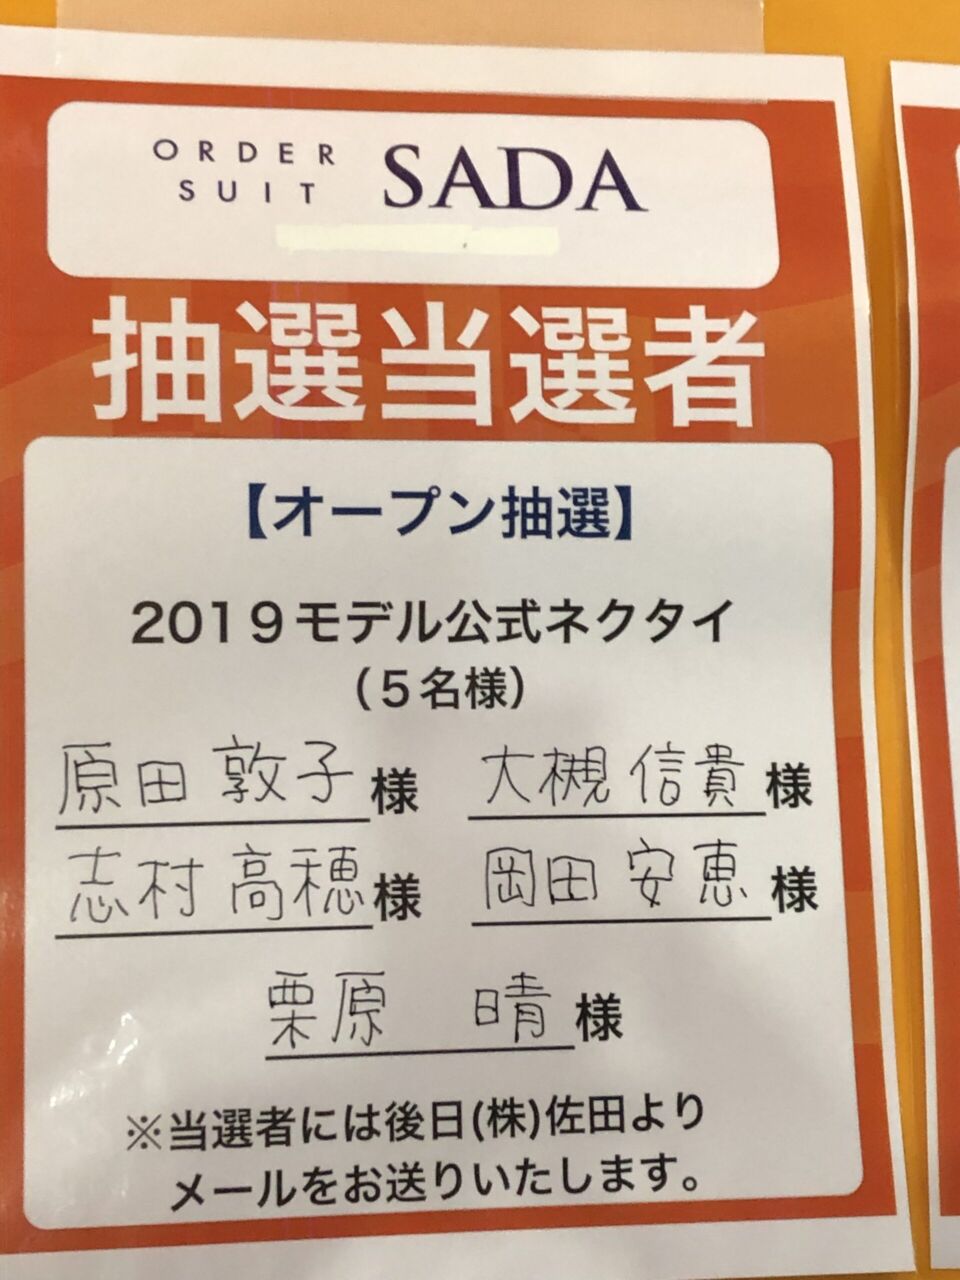 ORDER SUIT SADA
抽選当選者
【オープン抽選】
2019モデル公式ネクタイ
（5名様）
原田 敦子様 大槻 信貴様
志村 高穂様 岡田 安恵様
栗原 晴様
※当選者には後日(株)佐田より
メールをお送りいたします。